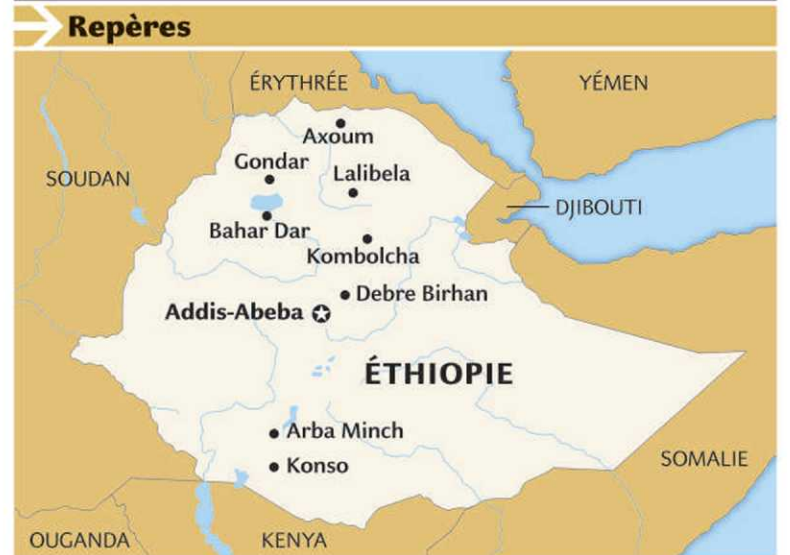 Repères
ÉRYTHRÉE
YÉMEN
Axoum
Gondar
Lalibela
SOUDAN
DJIBOUTI
Bahar Dar
Kombolcha
Debre Birhan
Addis-Abeba
ÉTHIOPIE
Arba Minch
SOMALIE
Konso
OUGANDA
KENYA